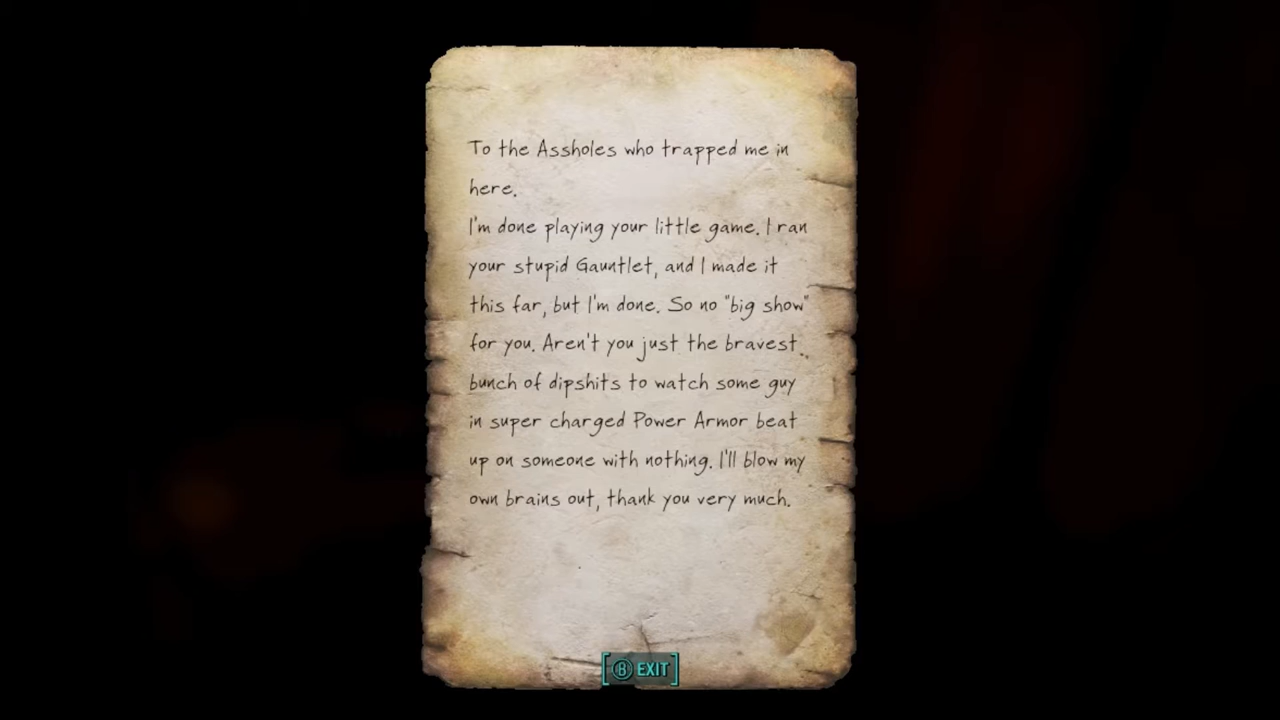 To the Assholes who trapped me in
here.
I'm done playing your little game. I ran
your stupid Gauntlet, and I made it
this far, but I'm done. So no "big show"
for you. Aren't you just the bravest
bunch of dipshits to watch some guy
in super charged Power Armor beat
up on someone with nothing. I'll blow my
own brains out, thank you very much.
B EXIT